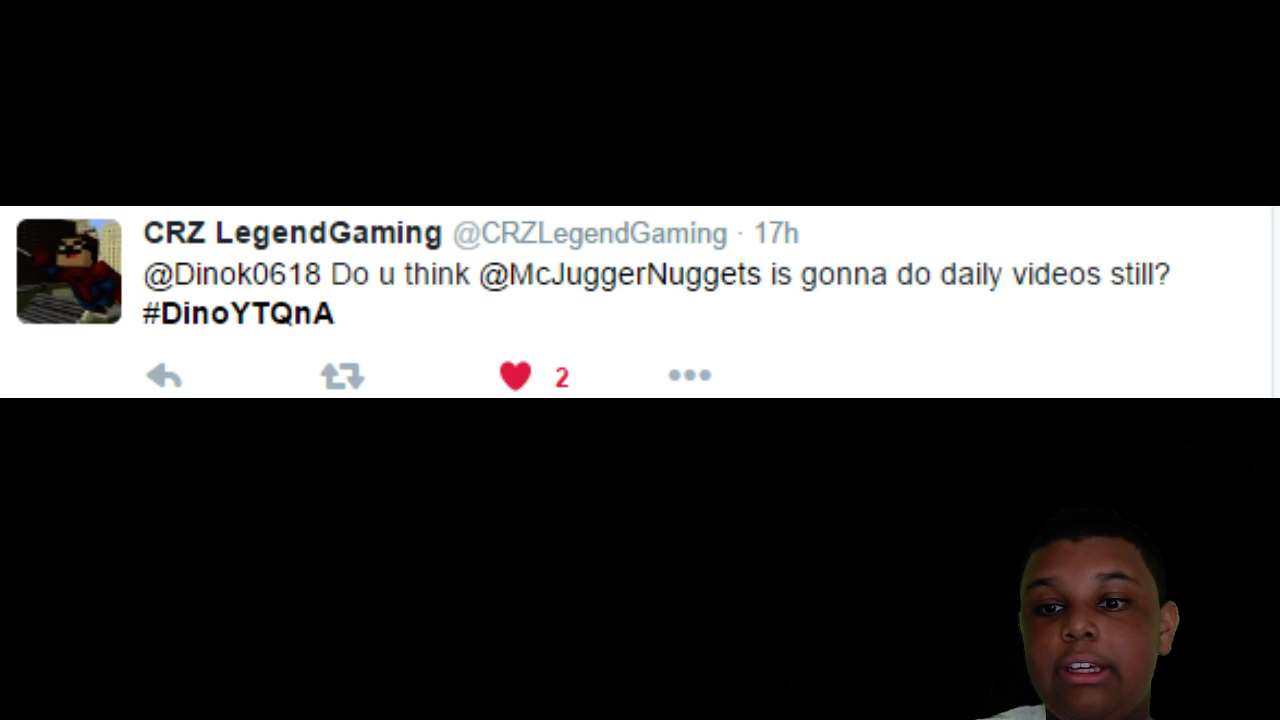 CRZ LegendGaming @CRZLegendGaming · 17h
@Dinok0618 Do u think @McJuggerNuggets is gonna do daily videos still?
#DinoYTQnA
2